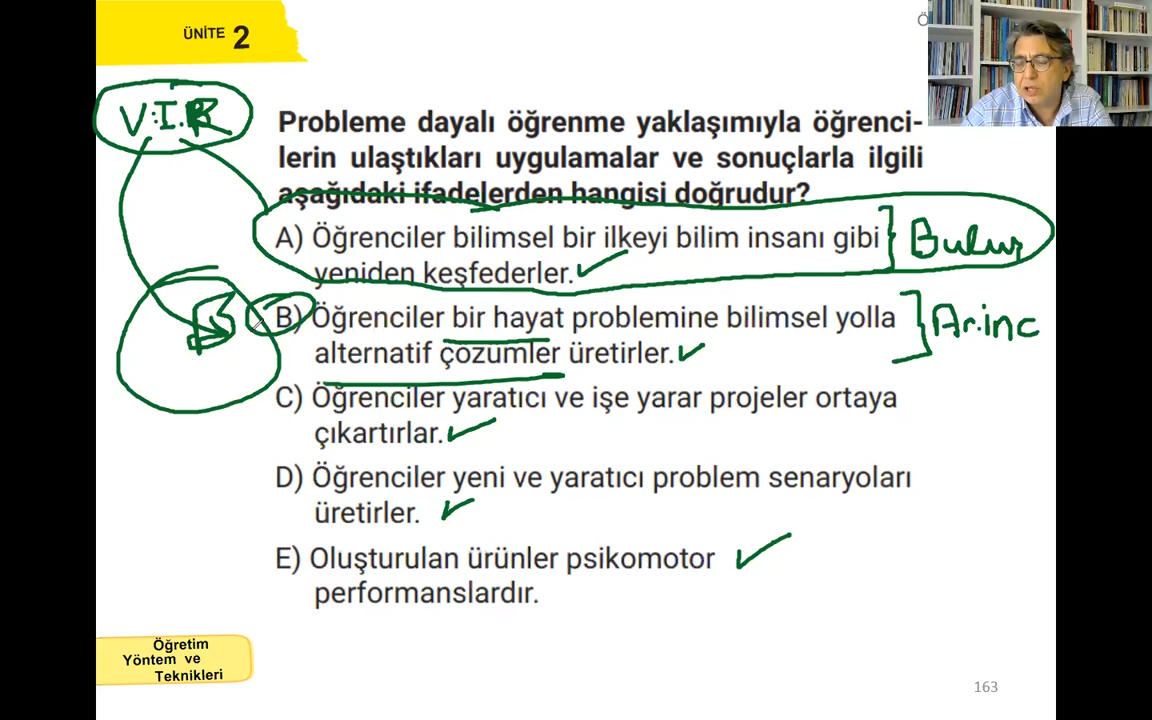 ÜNİTE 2
Ö
V.I.R
Probleme dayalı öğrenme yaklaşımıyla öğrenci-
lerin ulaştıkları uygulamalar ve sonuçlarla ilgili
aşağıdaki ifadelerden hangisi doğrudur?
A) Öğrenciler bilimsel bir ilkeyi bilim insanı gibi
yeniden keşfederler.
Buluş
B) Öğrenciler bir hayat problemine bilimsel yolla
alternatif çözümler üretirler.
Ar.inc
C) Öğrenciler yaratıcı ve işe yarar projeler ortaya
çıkartırlar.
D) Öğrenciler yeni ve yaratıcı problem senaryoları
üretirler.
E) Oluşturulan ürünler psikomotor
performanslardır.
Öğretim
Yöntem ve
Teknikleri
163